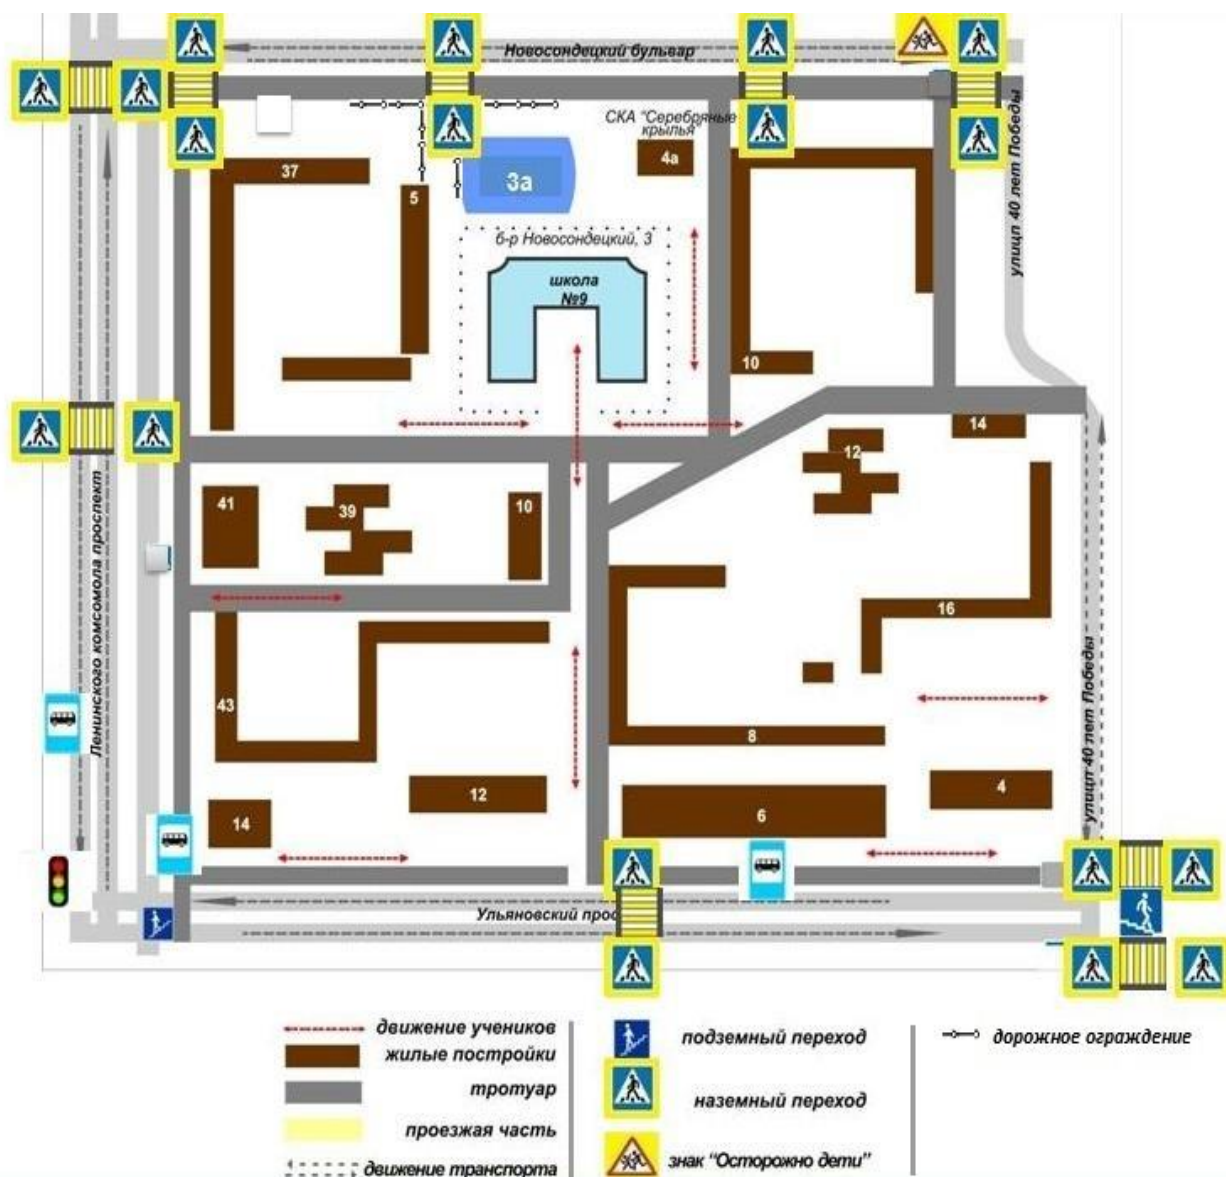 Новосондецкий бульвар
СКА "Серебряные
крылья"
4а
37
3а
5
б-р Новосондецкий, 3
школа
№9
10
улицп 40 лет Победы
14
12
41
39
10
Ленинского комсомола проспект
16
43
8
12
14
4
6
улицп 40 лет Победы
Ульяновский прос
движение учеников
жилые постройки
тротуар
проезжая часть
движение транспорта
подземный переход
наземный переход
знак "Осторожно дети"
дорожное ограждение